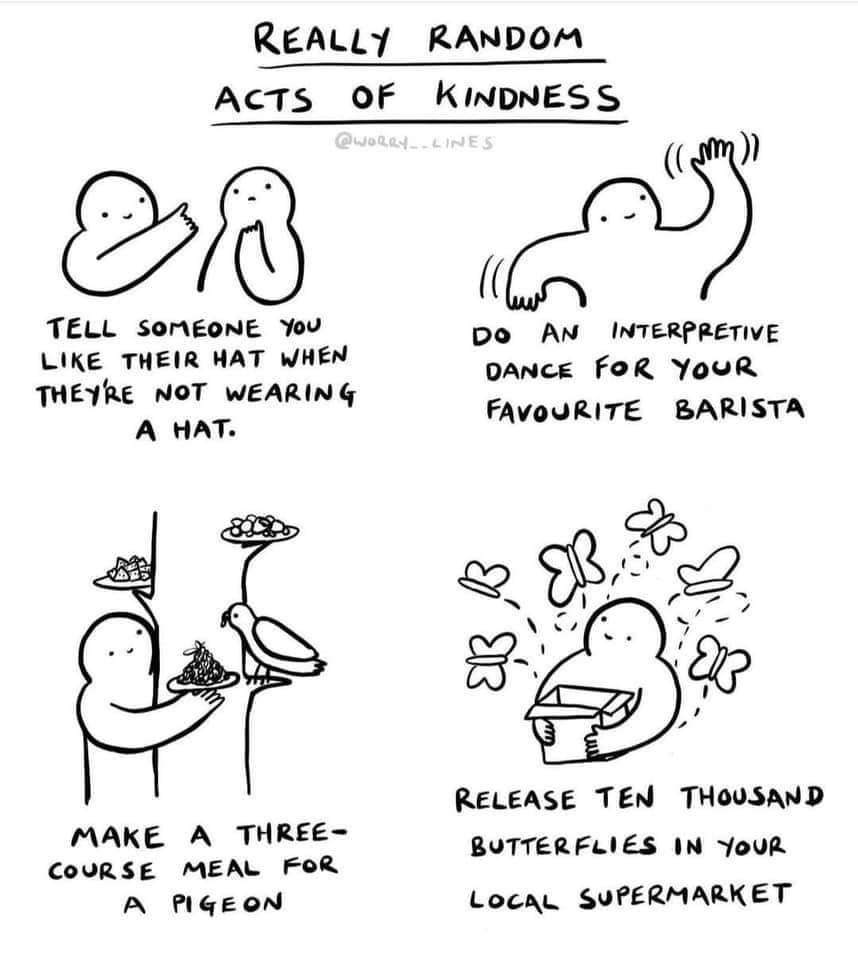 REALLY RANDOM
ACTS OF KINDNESS
@WORRY__LINES
TELL SOMEONE YOU
LIKE THEIR HAT WHEN
THEY'RE NOT WEARING
A HAT.
DO AN INTERPRETIVE
DANCE FOR YOUR
FAVOURITE BARISTA
MAKE A THREE-
COURSE MEAL FOR
A PIGEON
RELEASE TEN THOUSAND
BUTTERFLIES IN YOUR
LOCAL SUPERMARKET